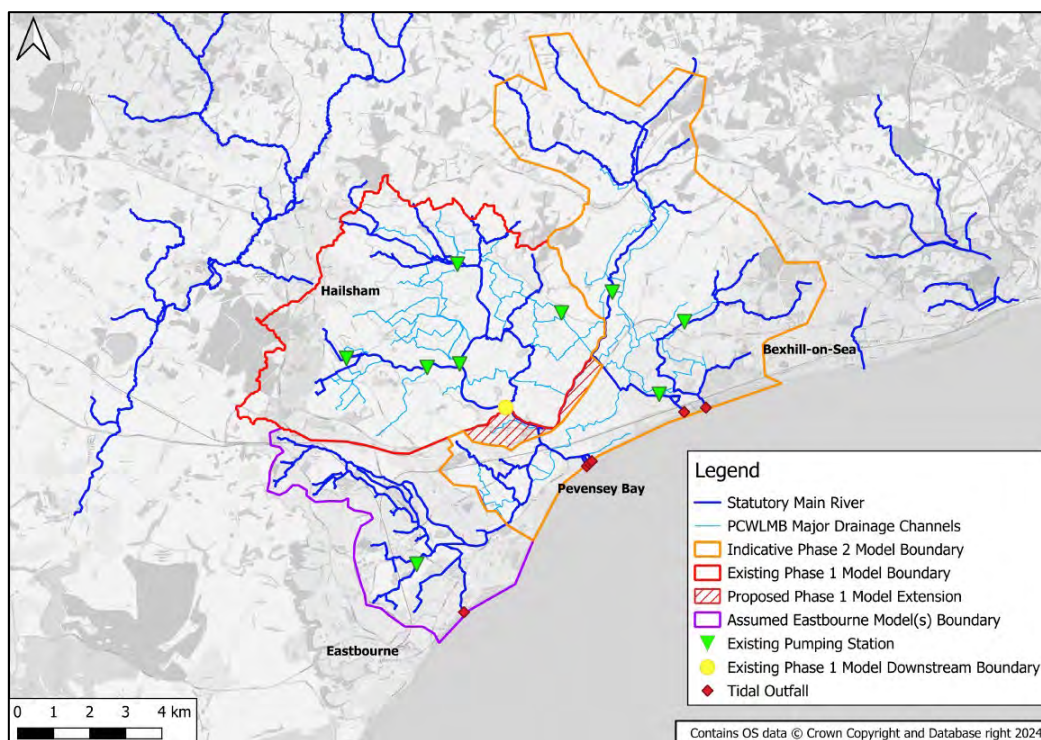 Hailsham
Bexhill-on-Sea
Pevensey Bay
Eastbourne
Legend
Statutory Main River
PCWLMB Major Drainage Channels
Indicative Phase 2 Model Boundary
Existing Phase 1 Model Boundary
Proposed Phase 1 Model Extension
Assumed Eastbourne Model(s) Boundary
Existing Pumping Station
Existing Phase 1 Model Downstream Boundary
Tidal Outfall
0 1 2 3 4 km
Contains OS data © Crown Copyright and Database right 2024